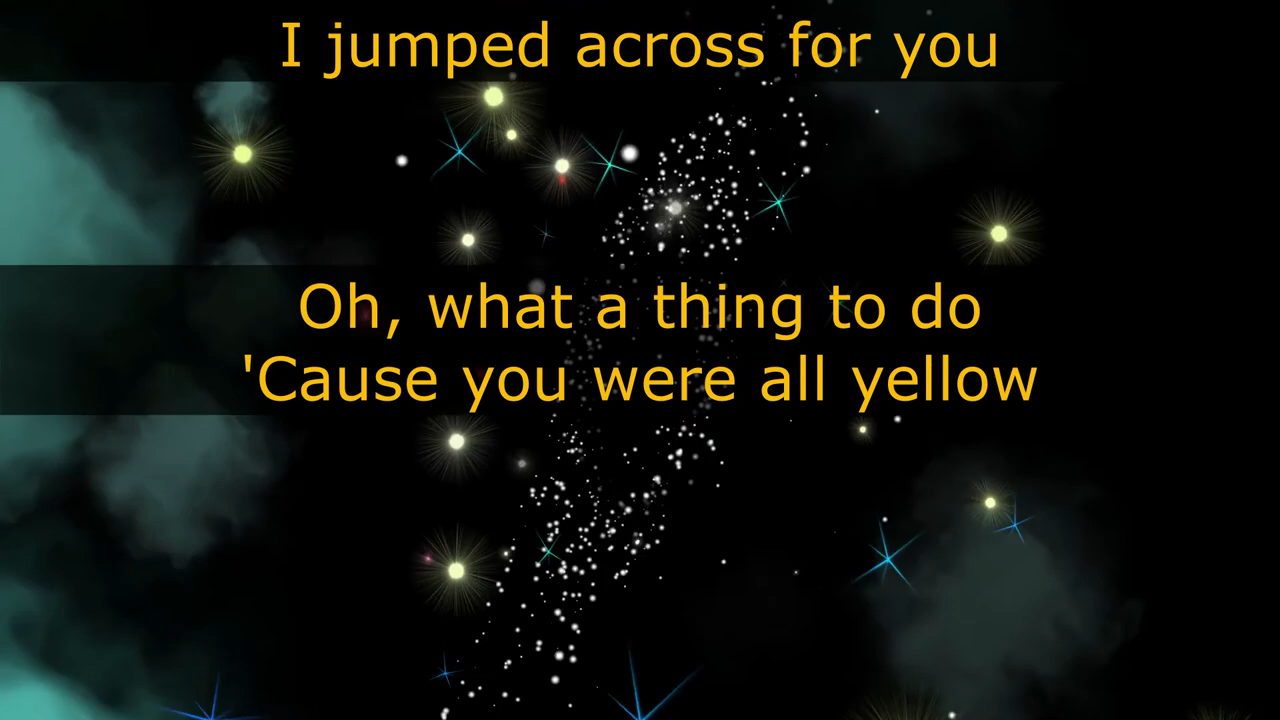 I jumped across for you
Oh, what a thing to do
'Cause you were all yellow